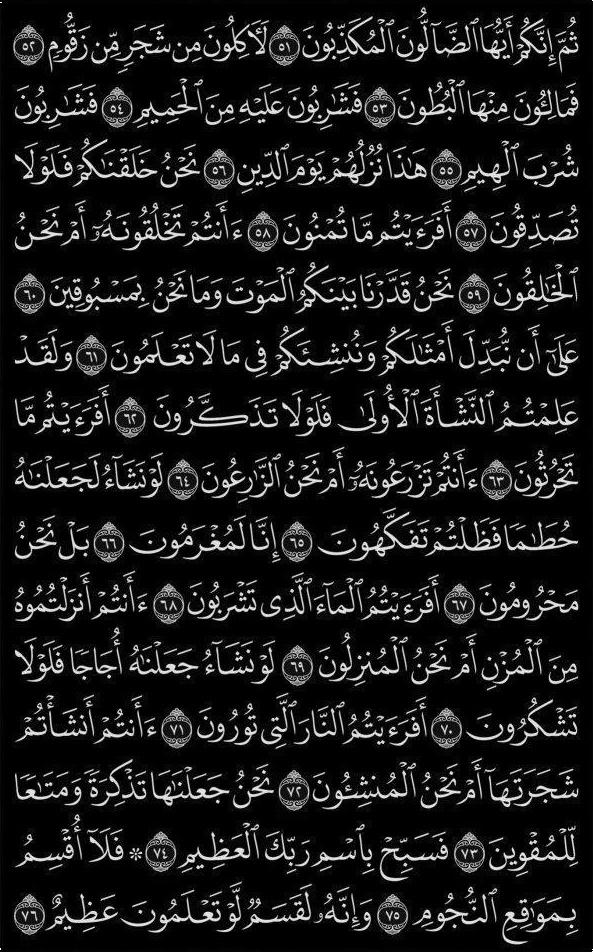 ثُمَّ إِنَّكُمْ أَيُّهَا ٱلضَّآلُّونَ ٱلْمُكَذِّبُونَ ٥١ لَـَٔاكِلُونَ مِن شَجَرٍ مِّن زَقُّومٍ ٥٢
فَمَالِـُٔونَ مِنْهَا ٱلْبُطُونَ ٥٣ فَشَـٰرِبُونَ عَلَيْهِ مِنَ ٱلْحَمِيمِ ٥٤ فَشَـٰرِبُونَ
شُرْبَ ٱلْهِيمِ ٥٥ هَـٰذَا نُزُلُهُمْ يَوْمَ ٱلدِّينِ ٥٦ نَحْنُ خَلَقْنَـٰكُمْ فَلَوْلَا
تُصَدِّقُونَ ٥٧ أَفَرَءَيْتُم مَّا تُمْنُونَ ٥٨ ءَأَنتُمْ تَخْلُقُونَهُۥٓ أَمْ نَحْنُ
ٱلْخَـٰلِقُونَ ٥٩ نَحْنُ قَدَّرْنَا بَيْنَكُمُ ٱلْمَوْتَ وَمَا نَحْنُ بِمَسْبُوقِينَ ٦٠
عَلَىٰٓ أَن نُّبَدِّلَ أَمْثَـٰلَكُمْ وَنُنشِئَكُمْ فِى مَا لَا تَعْلَمُونَ ٦١ وَلَقَدْ
عَلِمْتُمُ ٱلنَّشْأَةَ ٱلْأُولَىٰ فَلَوْلَا تَذَكَّرُونَ ٦٢ أَفَرَءَيْتُم مَّا
تَحْرُثُونَ ٦٣ ءَأَنتُمْ تَزْرَعُونَهُۥٓ أَمْ نَحْنُ ٱلزَّٰرِعُونَ ٦٤ لَوْ نَشَآءُ لَجَعَلْنَـٰهُ
حُطَـٰمًا فَظَلْتُمْ تَفَكَّهُونَ ٦٥ إِنَّا لَمُغْرَمُونَ ٦٦ بَلْ نَحْنُ
مَحْرُومُونَ ٦٧ أَفَرَءَيْتُمُ ٱلْمَآءَ ٱلَّذِى تَشْرَبُونَ ٦٨ ءَأَنتُمْ أَنزَلْتُمُوهُ
مِنَ ٱلْمُزْنِ أَمْ نَحْنُ ٱلْمُنزِلُونَ ٦٩ لَوْ نَشَآءُ جَعَلْنَـٰهُ أُجَاجًا فَلَوْلَا
تَشْكُرُونَ ٧٠ أَفَرَءَيْتُمُ ٱلنَّارَ ٱلَّتِى تُورُونَ ٧١ ءَأَنتُمْ أَنشَأْتُمْ
شَجَرَتَهَآ أَمْ نَحْنُ ٱلْمُنشِـُٔونَ ٧٢ نَحْنُ جَعَلْنَـٰهَا تَذْكِرَةً وَمَتَـٰعًا
لِّلْمُقْوِينَ ٧٣ فَسَبِّحْ بِٱسْمِ رَبِّكَ ٱلْعَظِيمِ ٧٤ ۞ فَلَآ أُقْسِمُ
بِمَوَٰقِعِ ٱلنُّجُومِ ٧٥ وَإِنَّهُۥ لَقَسَمٌ لَّوْ تَعْلَمُونَ عَظِيمٌ ٧٦